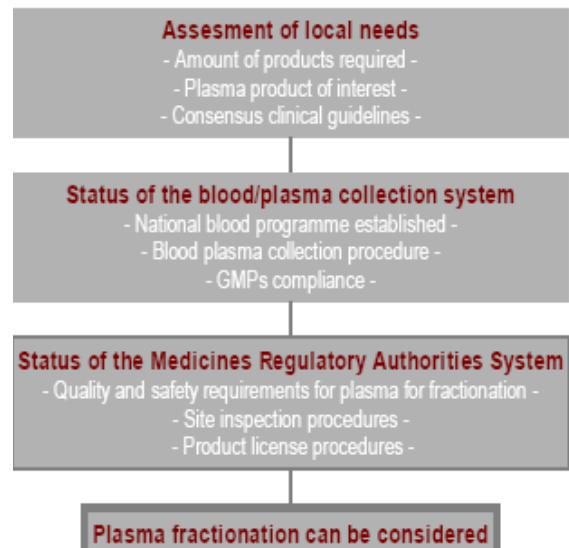 Assesment of local needs
- Amount of products required -
- Plasma product of interest -
- Consensus clinical guidelines -
Status of the blood/plasma collection system
- National blood programme established -
- Blood plasma collection procedure -
- GMPs compliance -
Status of the Medicines Regulatory Authorities System
- Quality and safety requirements for plasma for fractionation -
- Site inspection procedures -
- Product license procedures -
Plasma fractionation can be considered